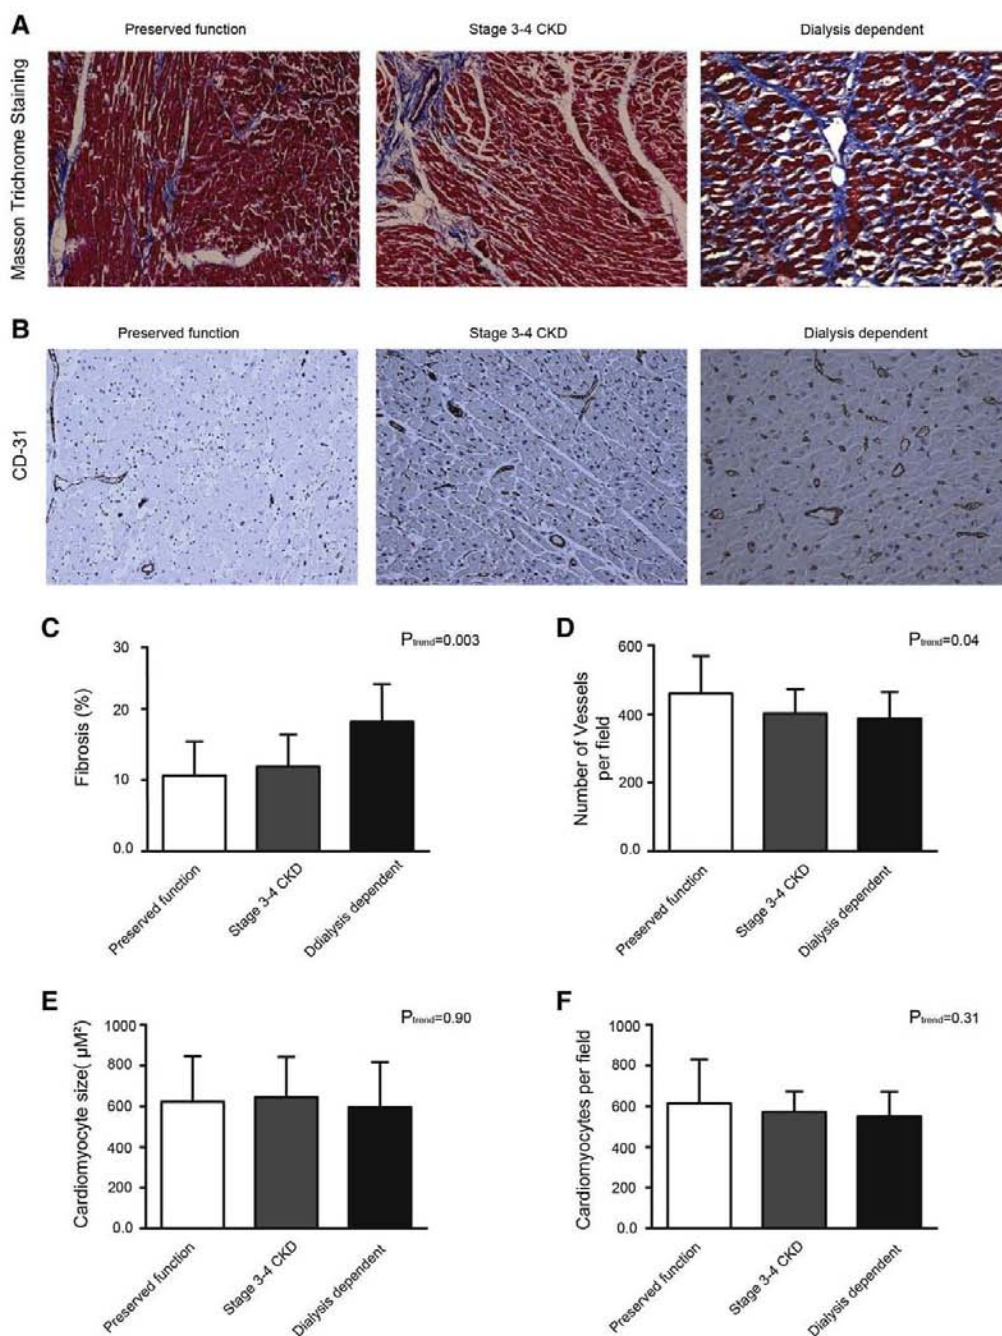 A
Preserved function
Stage 3-4 CKD
Dialysis dependent
Masson Trichrome Staining
B
Preserved function
Stage 3-4 CKD
Dialysis dependent
CD-31
C
Ptrend=0.003
Fibrosis (%)
30
20
10
0.0
Preserved function
Stage 3-4 CKD
Ddialysis dependent
D
Ptrend=0.04
Number of Vessels
per field
600
400
200
0.0
Preserved function
Stage 3-4 CKD
Dialysis dependent
E
Ptrend=0.90
Cardiomyocyte size( µM²)
1000
800
600
400
200
0.0
Preserved function
Stage 3-4 CKD
Dialysis dependent
F
Ptrend=0.31
Cardiomyocytes per field
1000
800
600
400
200
0.0
Preserved function
Stage 3-4 CKD
Dialysis dependent